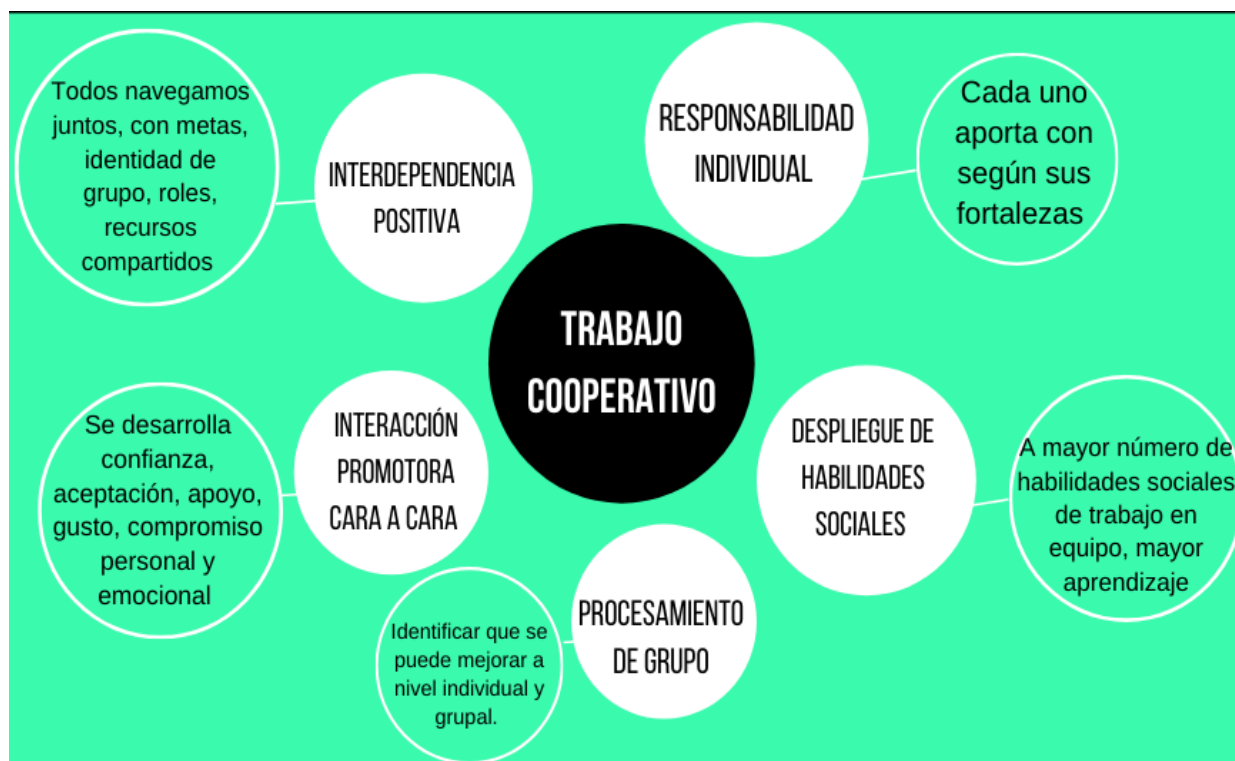 Todos navegamos
juntos, con metas,
identidad de
grupo, roles,
recursos
compartidos
INTERDEPENDENCIA
POSITIVA
RESPONSABILIDAD
INDIVIDUAL
Cada uno
aporta con
según sus
fortalezas
TRABAJO
COOPERATIVO
Se desarrolla
confianza,
aceptación, apoyo,
gusto, compromiso
personal y
emocional
INTERACCIÓN
PROMOTORA
CARA A CARA
DESPLIEGUE DE
HABILIDADES
SOCIALES
A mayor número de
habilidades sociales
de trabajo en
equipo, mayor
aprendizaje
Identificar que se
puede mejorar a
nivel individual y
grupal.
PROCESAMIENTO
DE GRUPO